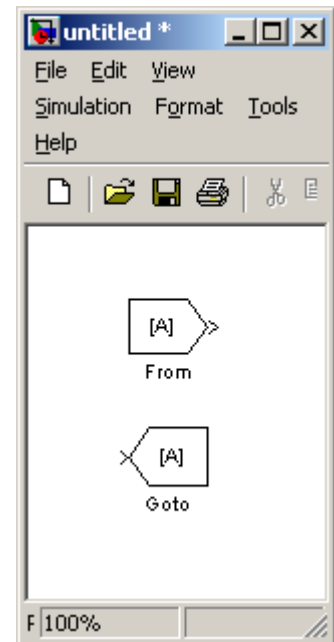 untitled *
File Edit View
Simulation Format Tools
Help
[A]
From
[A]
Goto
F 100%